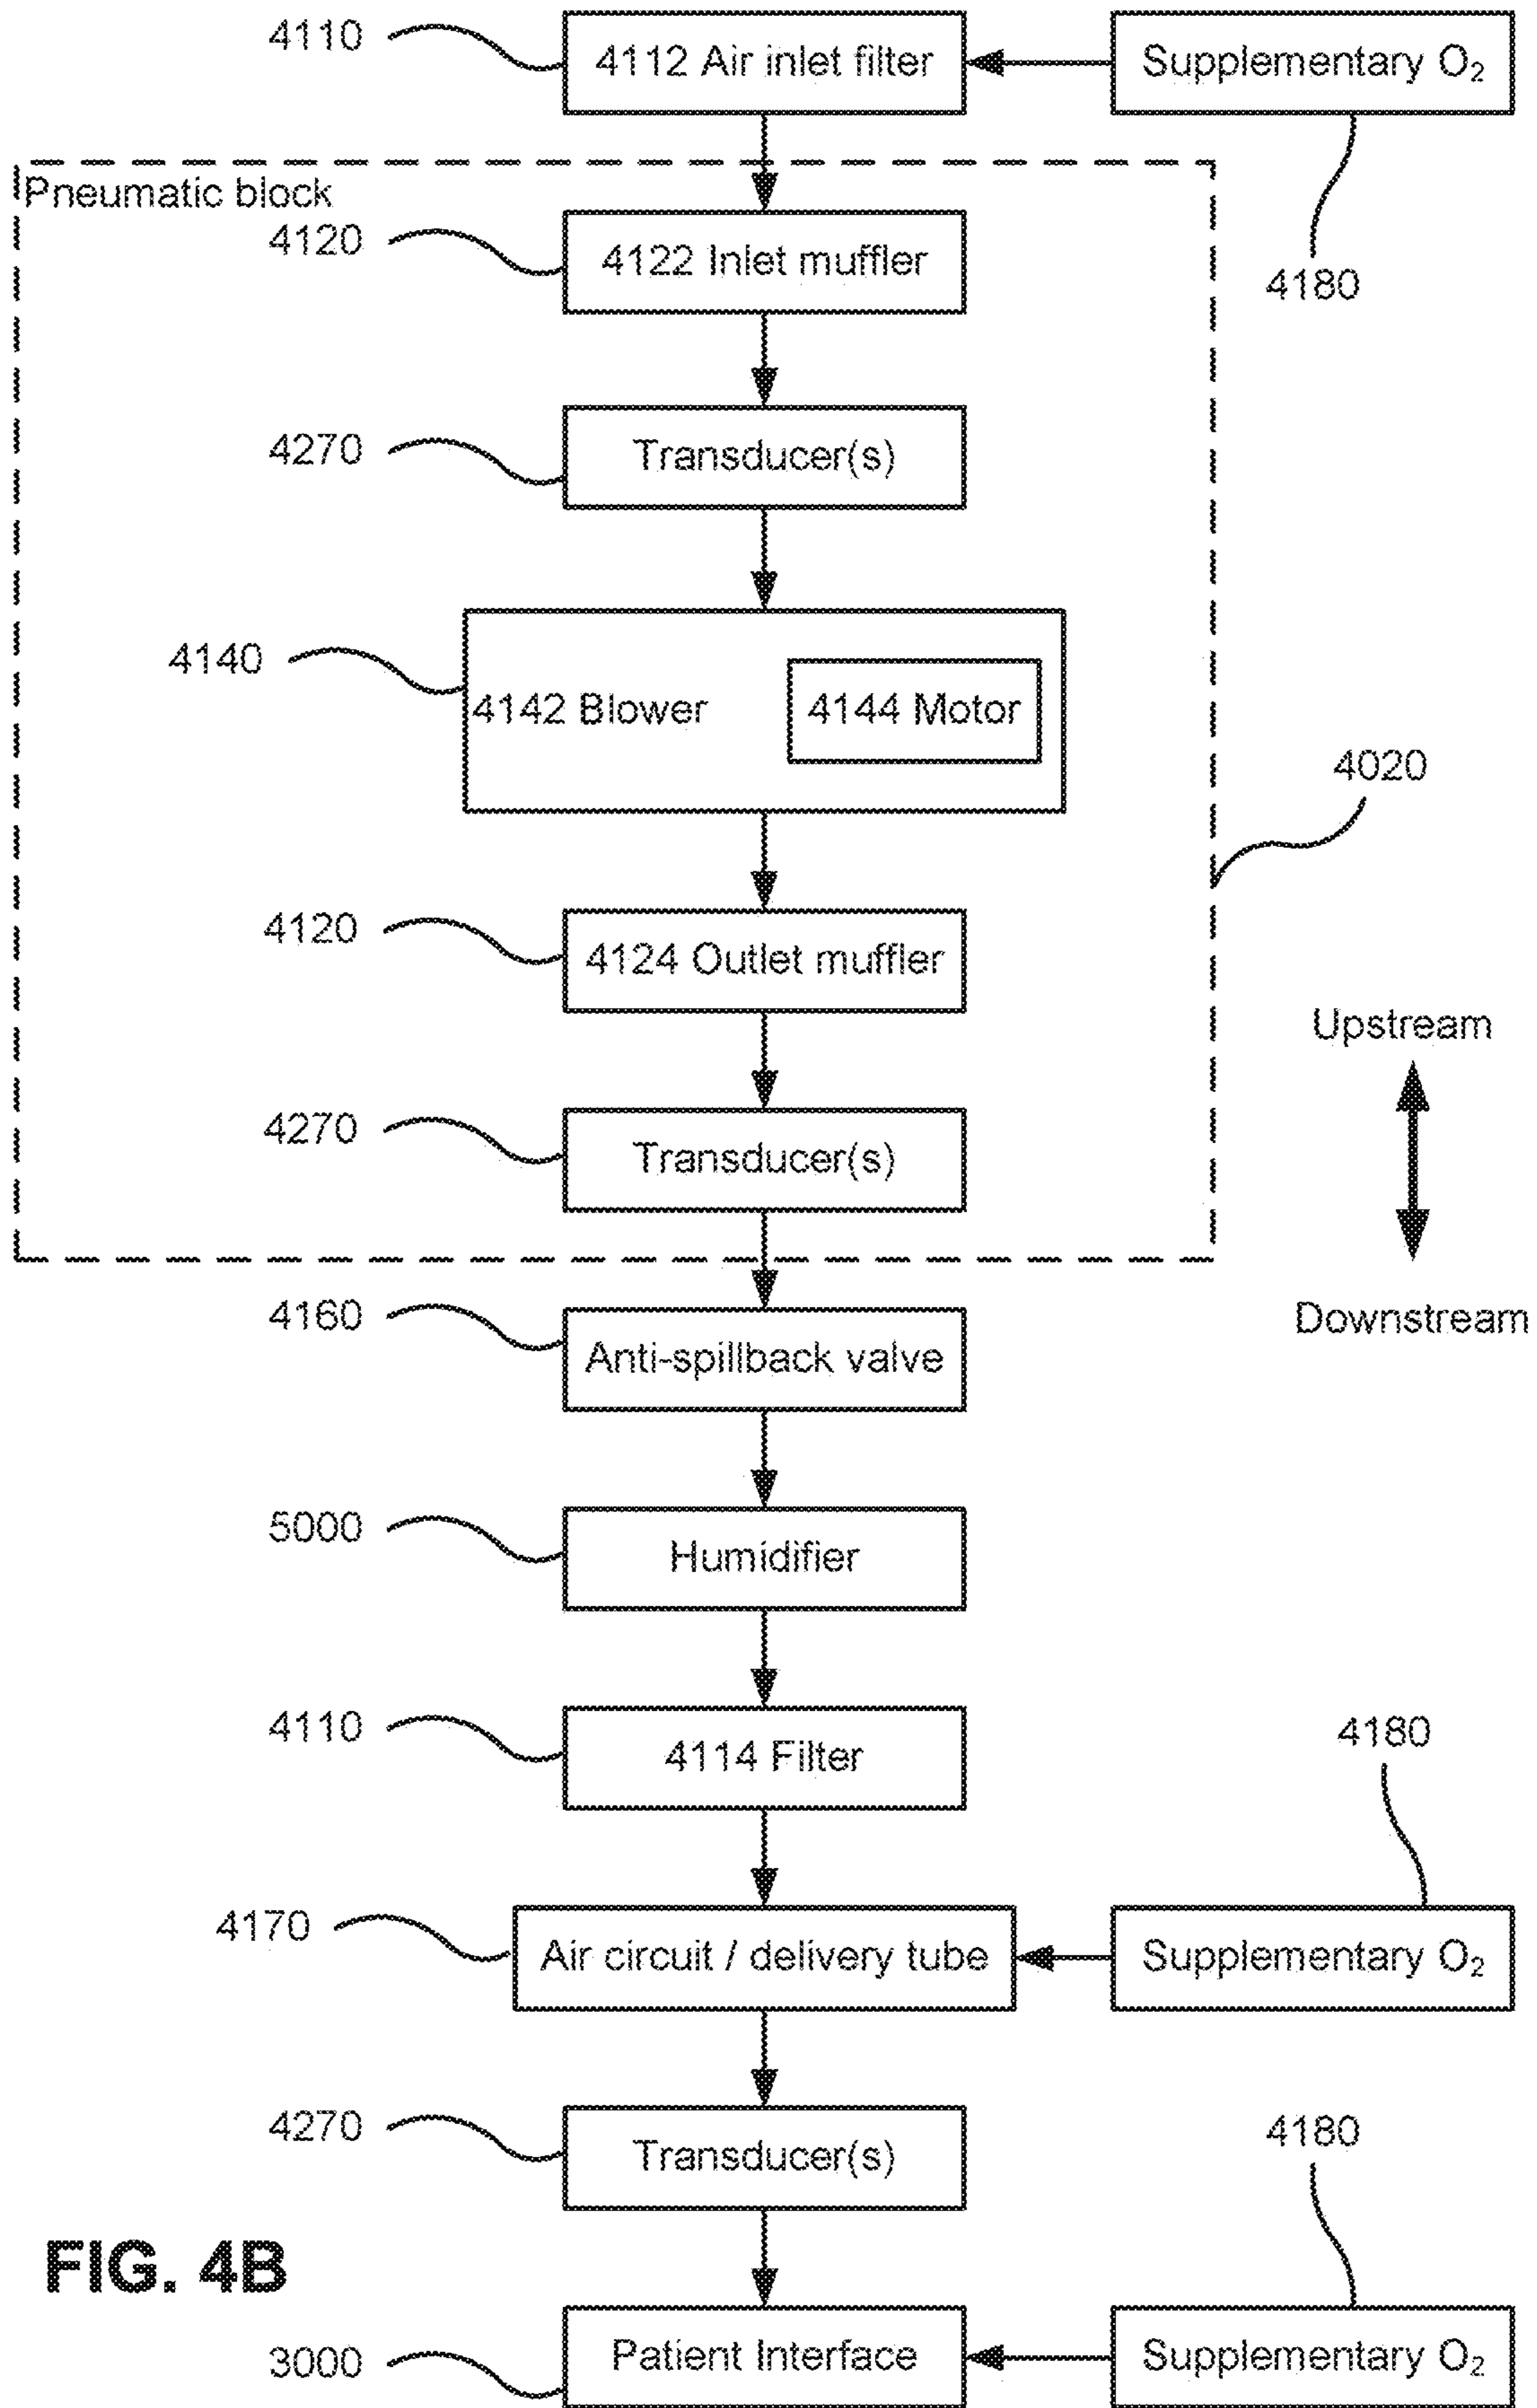 4110
4112 Air inlet filter
Supplementary O₂
Pneumatic block
4120
4122 Inlet muffler
4180
4270
Transducer(s)
4140
4142 Blower
4144 Motor
4020
4120
4124 Outlet muffler
Upstream
4270
Transducer(s)
4160
Downstream
Anti-spillback valve
5000
Humidifier
4110
4114 Filter
4180
4170
Air circuit / delivery tube
Supplementary O₂
4270
Transducer(s)
4180
FIG. 4B
3000
Patient Interface
Supplementary O₂